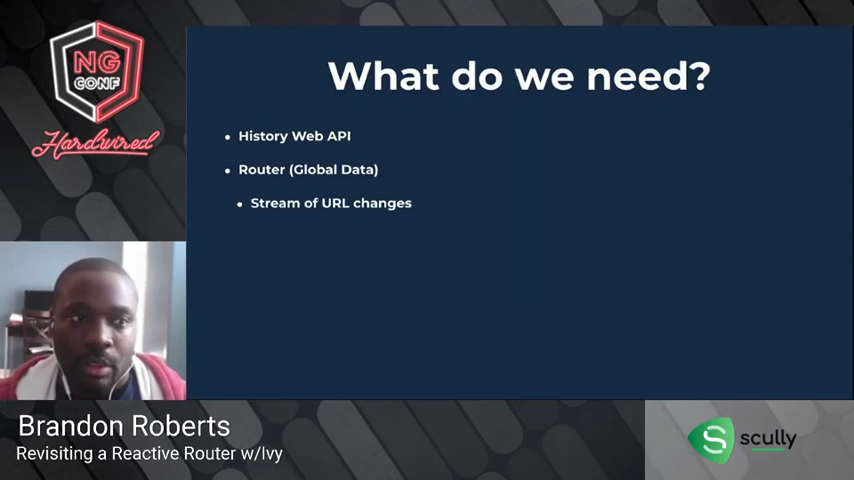 NG
CONF
Hardwired
What do we need?
• History Web API
• Router (Global Data)
• Stream of URL changes
Brandon Roberts
Revisiting a Reactive Router w/Ivy
S scully